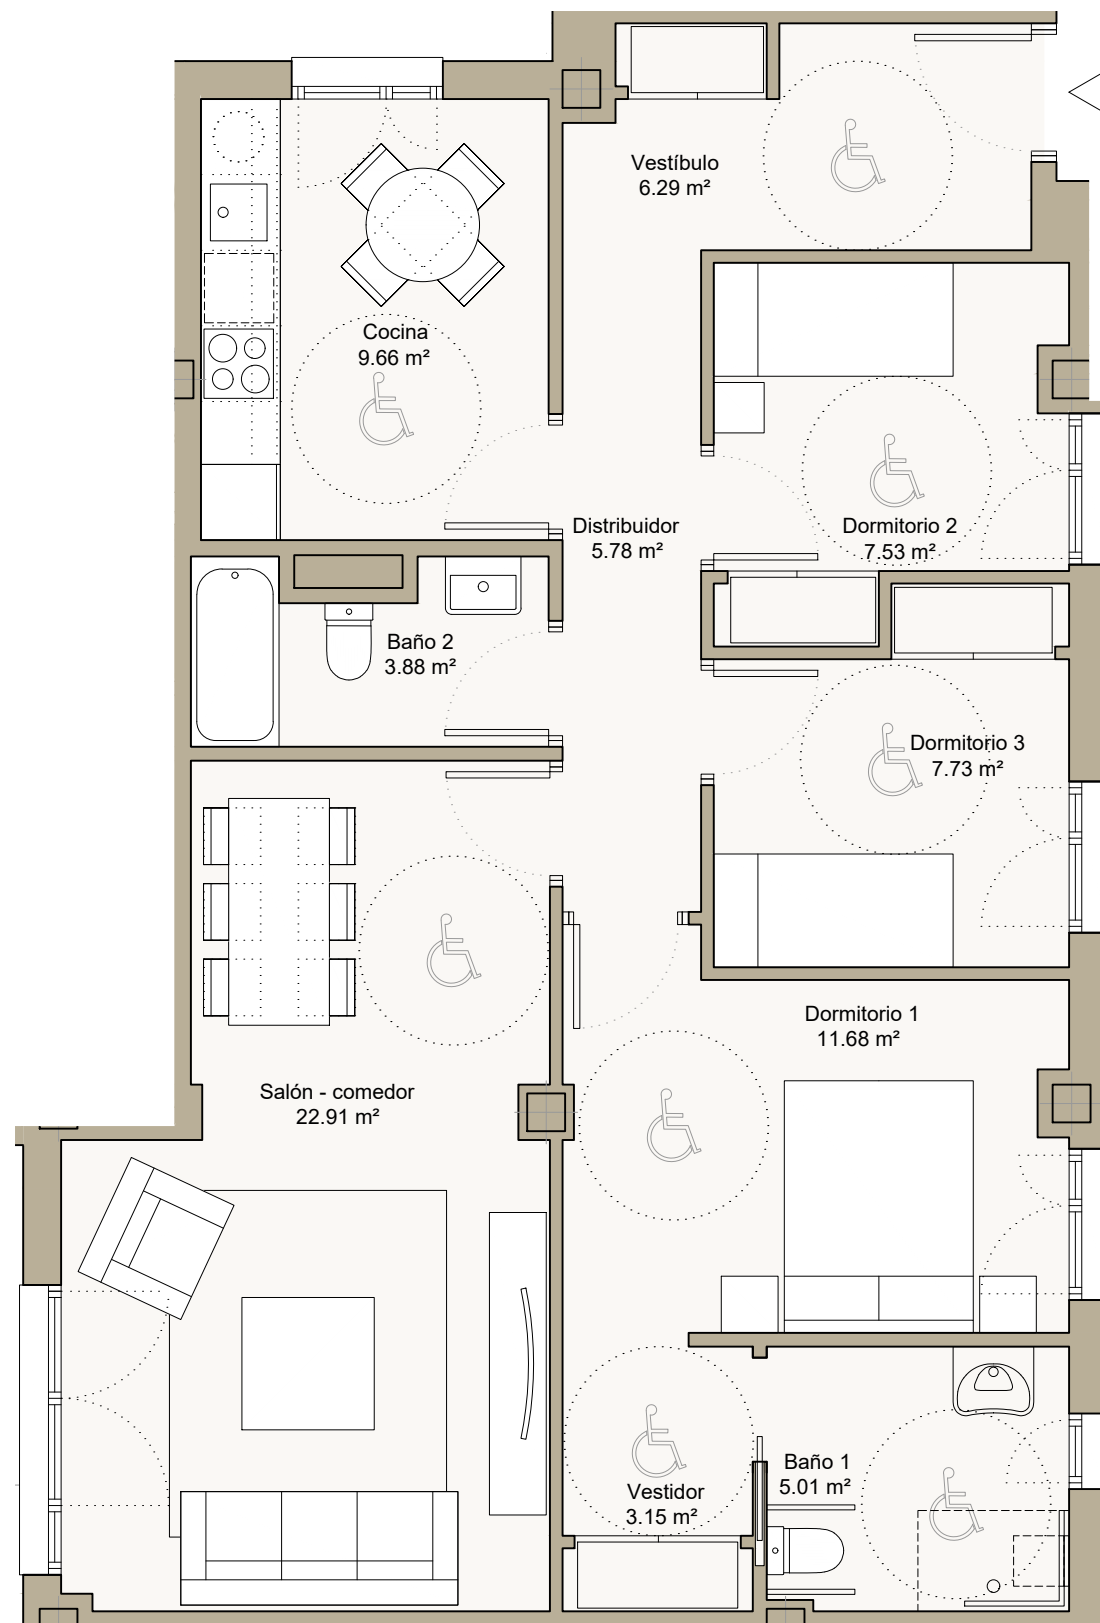 Vestíbulo
6.29 m²
Cocina
9.66 m²
Distribuidor
5.78 m²
Dormitorio 2
7.53 m²
Baño 2
3.88 m²
Dormitorio 3
7.73 m²
Dormitorio 1
11.68 m²
Salón - comedor
22.91 m²
Baño 1
5.01 m²
Vestidor
3.15 m²